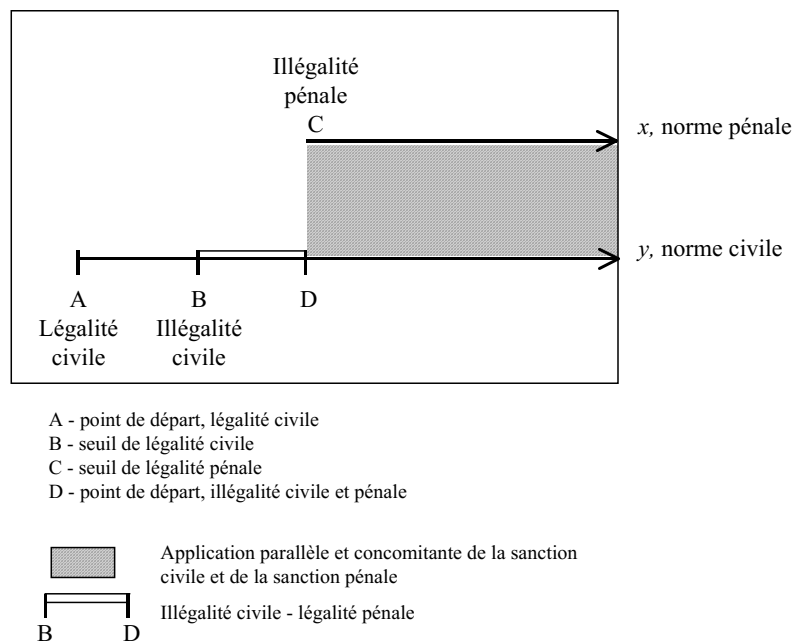 Illégalité
pénale
C
x, norme pénale
y, norme civile
A
B
D
Légalité
civile
Illégalité
civile
A - point de départ, légalité civile
B - seuil de légalité civile
C - seuil de légalité pénale
D - point de départ, illégalité civile et pénale
Application parallèle et concomitante de la sanction
civile et de la sanction pénale
Illégalité civile - légalité pénale
B
D